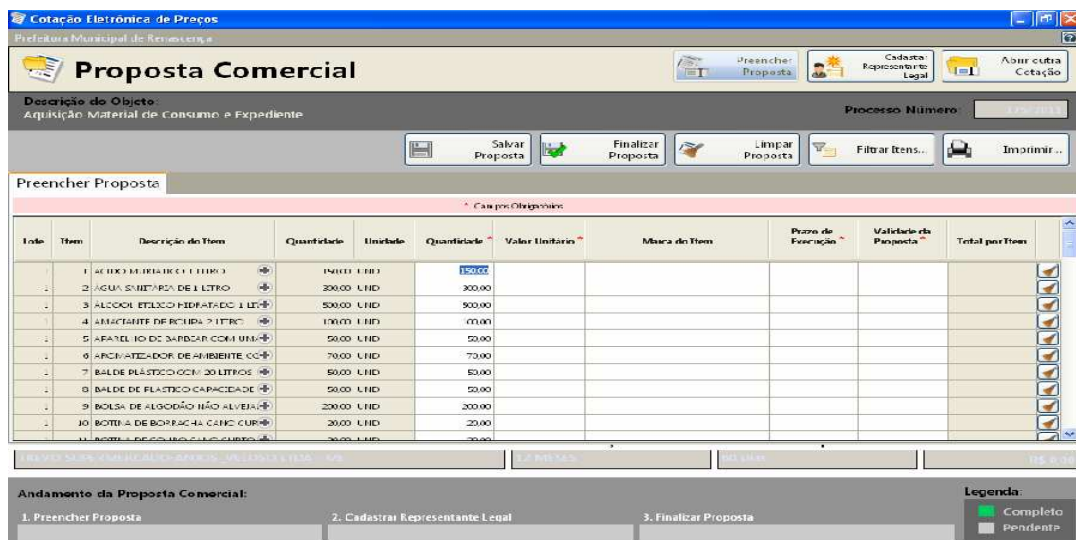 Cotação Eletrônica de Preços
Prefeitura Municipal de Renascença
Proposta Comercial
Preencher Proposta
Cadastrar Representante Legal
Abrir outra Cotação
Descrição do Objeto:
Aquisição Material de Consumo e Expediente
Processo Número:
Salvar Proposta
Finalizar Proposta
Limpar Proposta
Filtrar Itens...
Imprimir...
Preencher Proposta
* Campos Obrigatórios
Lote Item Descrição do Item Quantidade Unidade Quantidade * Valor Unitário * Marca do Item Prazo de Execução * Validade da Proposta * Total por Item
1 ACIDO MURIATICO 1 LITRO 150,00 UND 150,00
2 AGUA SANITARIA DE 1 LITRO 300,00 UND 300,00
3 ALCOOL ETILICO HIDRATADO 1 LIT 500,00 UND 500,00
4 AMACIANTE DE ROUPA 2 LITRO 100,00 UND 00,00
5 APARELHO DE BARBEAR COM UMA 50,00 UND 50,00
6 AROMATIZADOR DE AMBIENTE, CO 70,00 UND 70,00
7 BALDE PLÁSTICO COM 20 LITROS 50,00 UND 50,00
8 BALDE DE PLASTICO CAPACIDADE 50,00 UND 50,00
9 BOLSA DE ALGODÃO NÃO ALVEJA 200,00 UND 200,00
10 BOTINA DE BORRACHA CANO CUR 20,00 UND 20,00
12 MESES
R$ 0,00
Andamento da Proposta Comercial:
Legenda:
1. Preencher Proposta
2. Cadastrar Representante Legal
3. Finalizar Proposta
Completo
Pendente